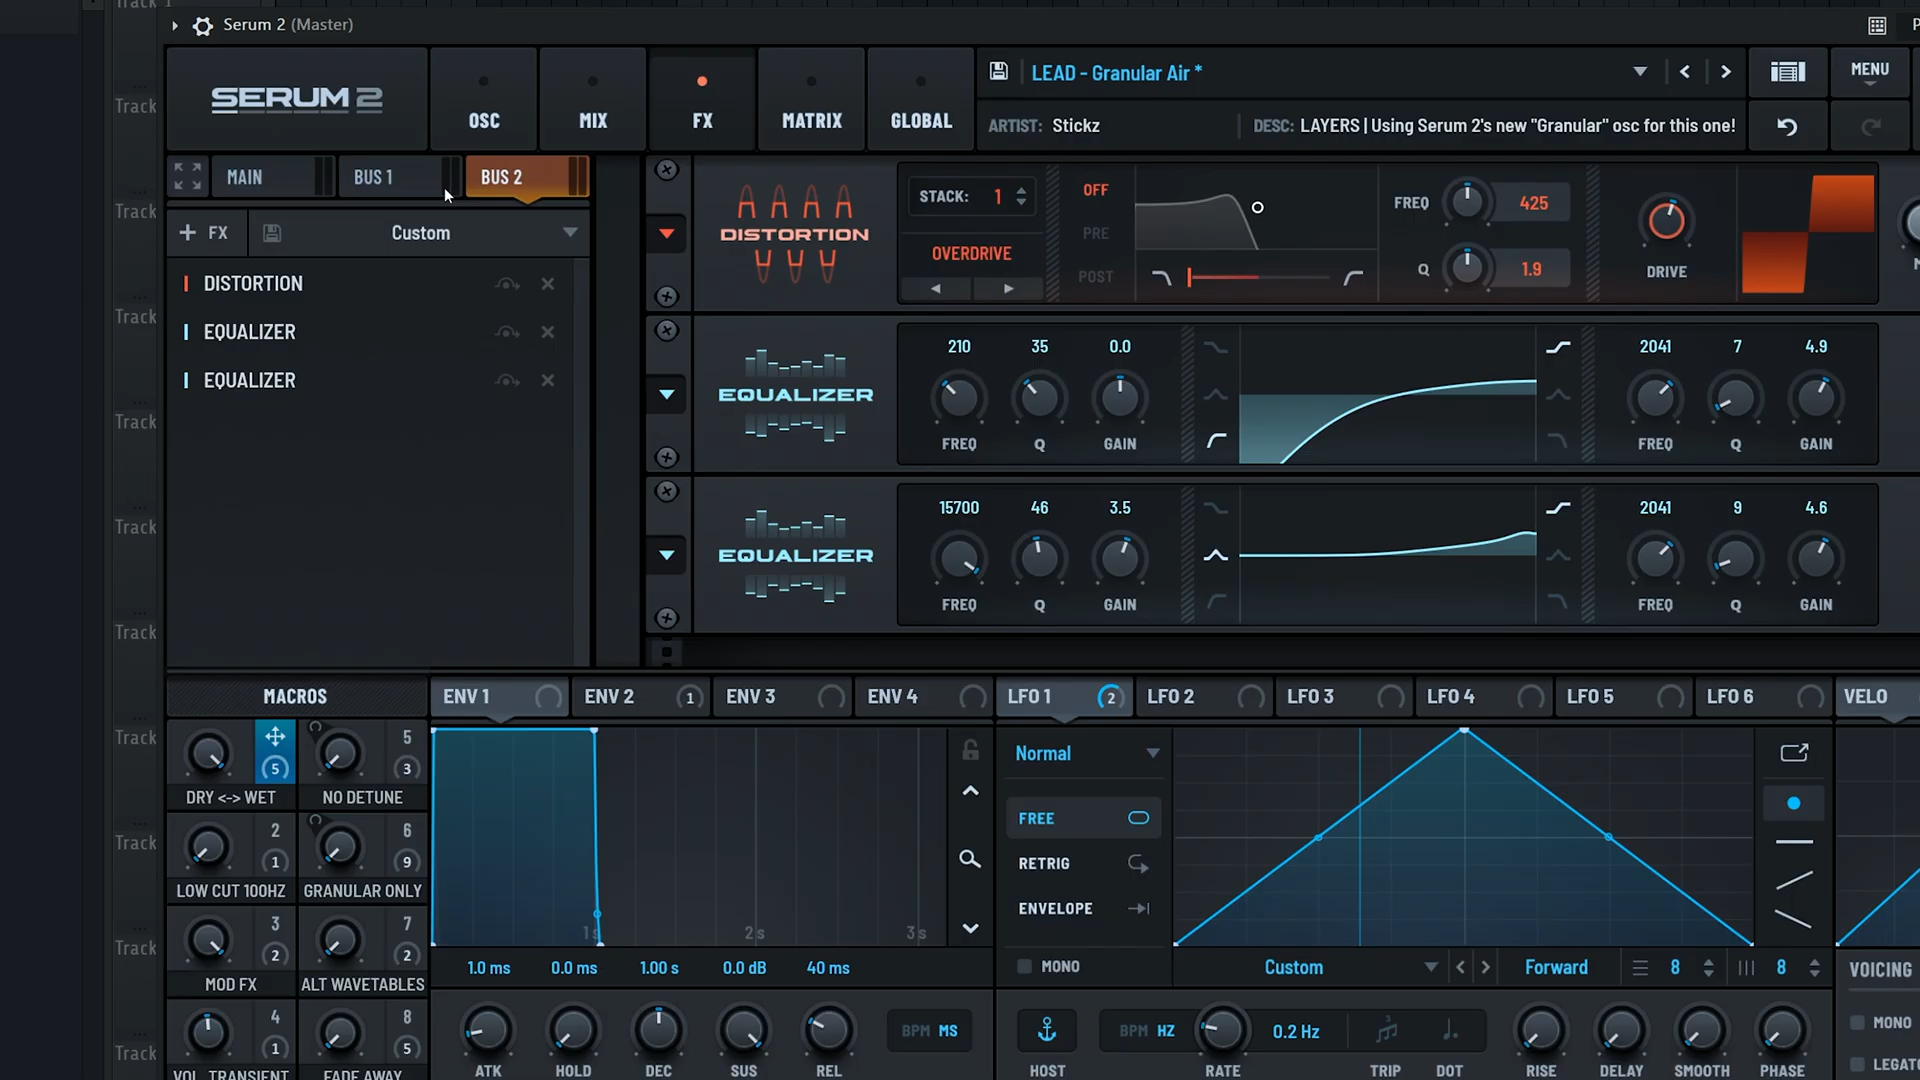 Track 1
Serum 2 (Master)
P
SERUM 2
OSC
MIX
FX
MATRIX
GLOBAL
LEAD - Granular Air *
MENU
ARTIST: Stickz
DESC: LAYERS | Using Serum 2's new "Granular" osc for this one!
Track
MAIN
BUS 1
BUS 2
+ FX
Custom
DISTORTION
EQUALIZER
EQUALIZER
DISTORTION
STACK: 1
OVERDRIVE
OFF
PRE
POST
FREQ 425
Q 1.9
DRIVE
Track
EQUALIZER
210 35 0.0
FREQ Q GAIN
2041 7 4.9
FREQ Q GAIN
Track
EQUALIZER
15700 46 3.5
FREQ Q GAIN
2041 9 4.6
FREQ Q GAIN
Track
Track
Track
MACROS
ENV 1
ENV 2 1
ENV 3
ENV 4
LFO 1 2
LFO 2
LFO 3
LFO 4
LFO 5
LFO 6
VELO
Track
5
DRY <-> WET
5
3
NO DETUNE
2
1
LOW CUT 100HZ
6
9
GRANULAR ONLY
Track
3
2
MOD FX
7
2
ALT WAVETABLES
Track
4
1
VOL TRANSIENT
8
5
FADE AWAY
Track
1s 2s 3s
1.0 ms 0.0 ms 1.00 s 0.0 dB 40 ms
ATK HOLD DEC SUS REL
BPM MS
Normal
FREE
RETRIG
ENVELOPE
MONO
Custom
Forward
8
8
HOST
BPM HZ
0.2 Hz
RATE TRIP DOT
RISE DELAY SMOOTH PHASE
VOICING
MONO
LEGATO